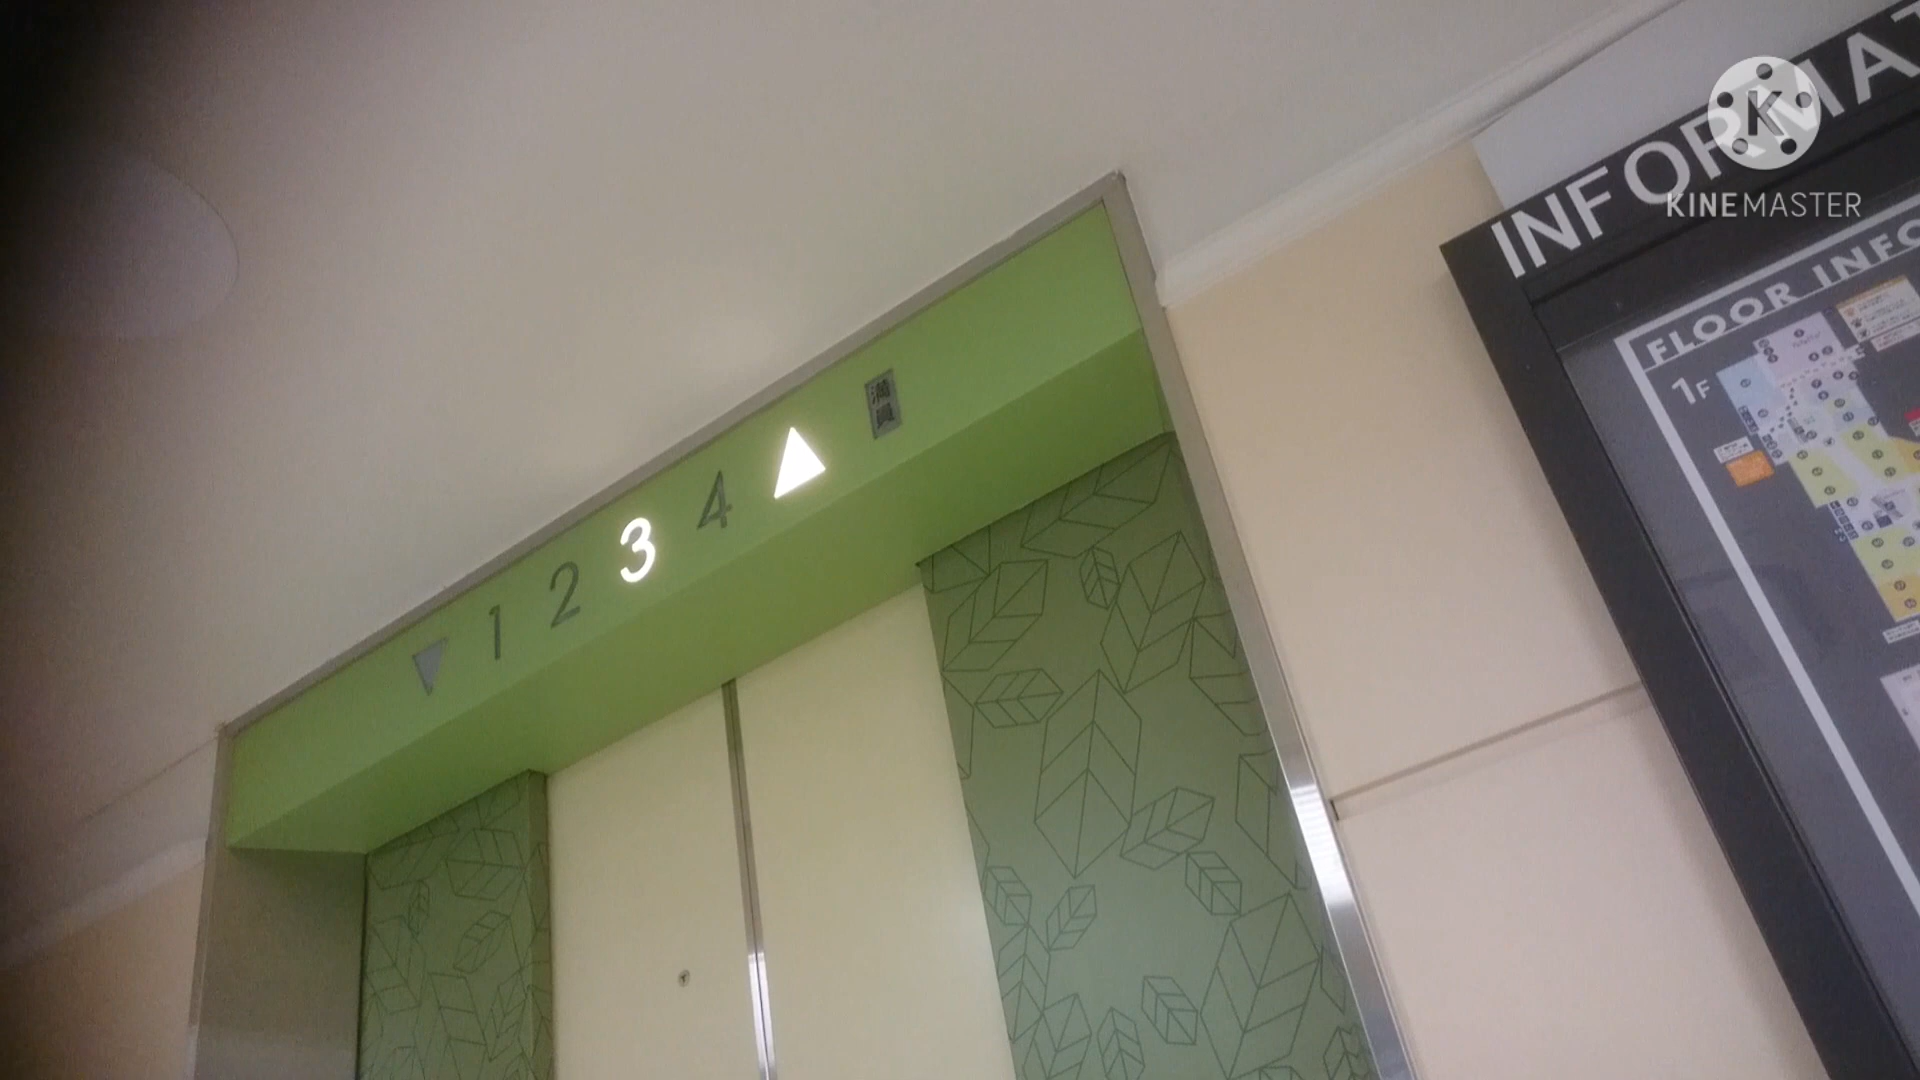 ▼ 1 2 3 4 ▲ 満員
INFORMAT
FLOOR INFO
1F
K
KINEMASTER